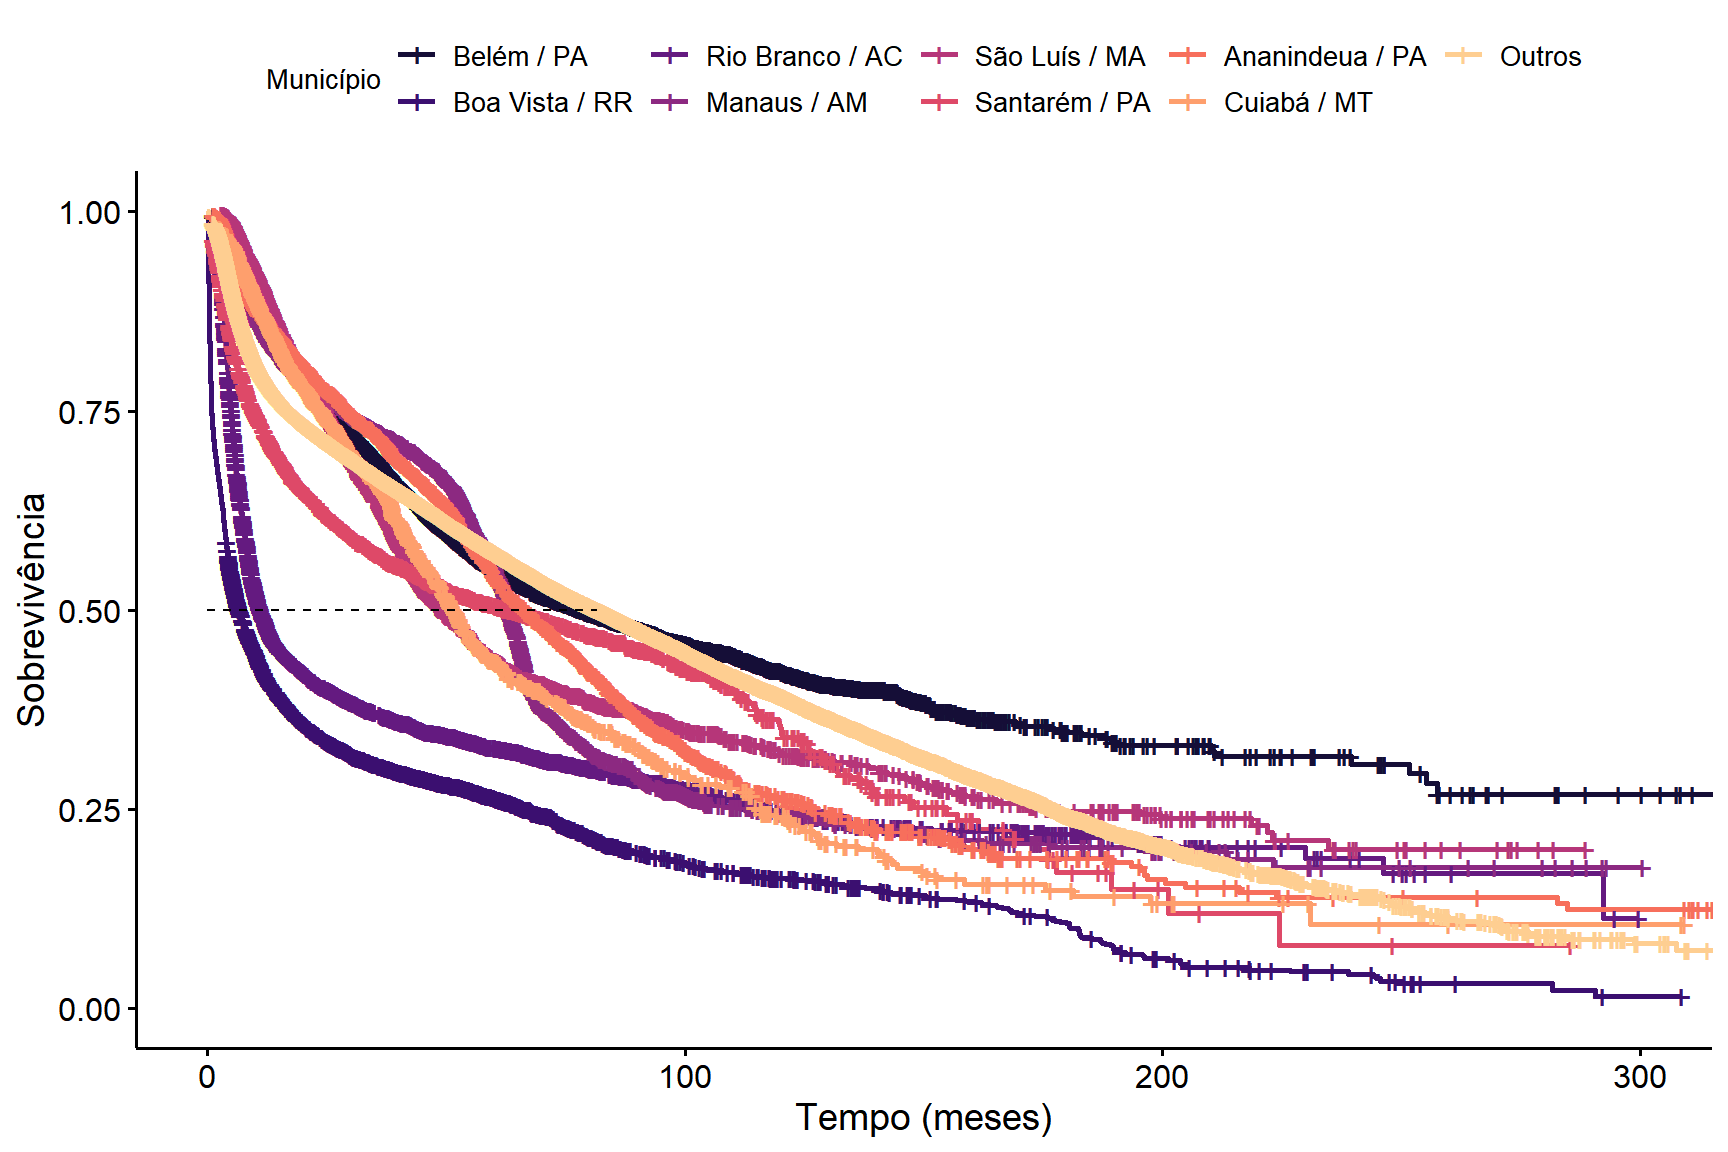 Município
Belém / PA
Rio Branco / AC
São Luís / MA
Ananindeua / PA
Outros
Boa Vista / RR
Manaus / AM
Santarém / PA
Cuiabá / MT
Sobrevivência
1.00
0.75
0.50
0.25
0.00
0
100
200
300
Tempo (meses)